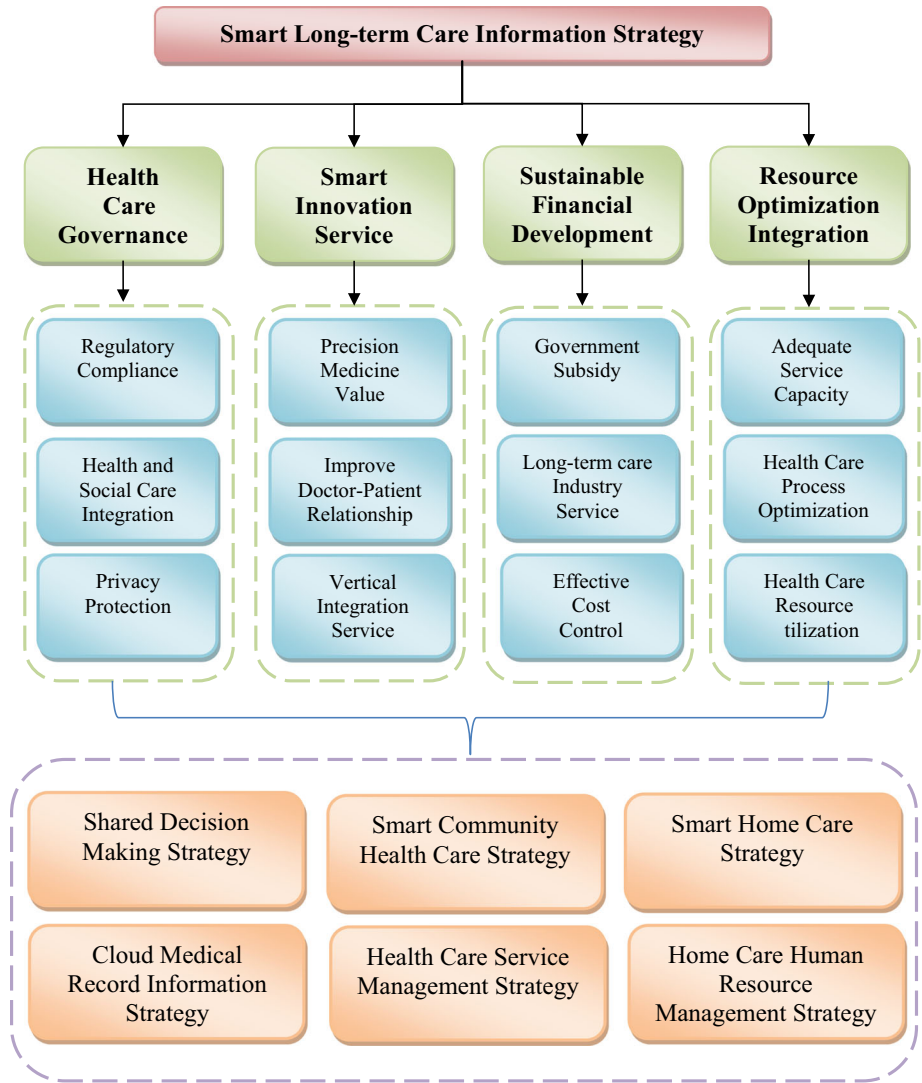 Smart Long-term Care Information Strategy
Health
Care
Governance
Smart
Innovation
Service
Sustainable
Financial
Development
Resource
Optimization
Integration
Regulatory
Compliance
Health and
Social Care
Integration
Privacy
Protection
Precision
Medicine
Value
Improve
Doctor-Patient
Relationship
Vertical
Integration
Service
Government
Subsidy
Long-term care
Industry
Service
Effective
Cost
Control
Adequate
Service
Capacity
Health Care
Process
Optimization
Health Care
Resource
tilization
Shared Decision
Making Strategy
Smart Community
Health Care Strategy
Smart Home Care
Strategy
Cloud Medical
Record Information
Strategy
Health Care Service
Management Strategy
Home Care Human
Resource
Management Strategy